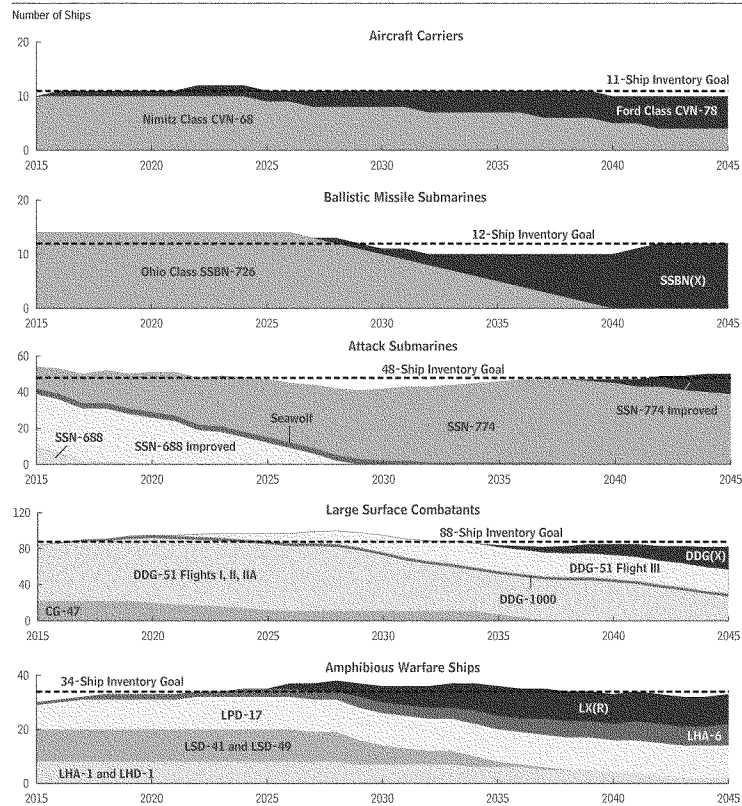 Number of Ships
Aircraft Carriers
20
11-Ship Inventory Goal
10
Nimitz Class CVN-68
Ford Class CVN-78
0
2015 2020 2025 2030 2035 2040 2045
Ballistic Missile Submarines
20
12-Ship Inventory Goal
10
Ohio Class SSBN-726
SSBN(X)
0
2015 2020 2025 2030 2035 2040 2045
Attack Submarines
60
48-Ship Inventory Goal
40
Seawolf
SSN-774
SSN-774 Improved
20
SSN-688
SSN-688 Improved
0
2015 2020 2025 2030 2035 2040 2045
Large Surface Combatants
120
88-Ship Inventory Goal
80
DDG(X)
DDG-51 Flights I, II, IIA
DDG-51 Flight III
40
DDG-1000
CG-47
0
2015 2020 2025 2030 2035 2040 2045
Amphibious Warfare Ships
40
34-Ship Inventory Goal
LPD-17
LX(R)
20
LHA-6
LSD-41 and LSD-49
LHA-1 and LHD-1
0
2015 2020 2025 2030 2035 2040 2045